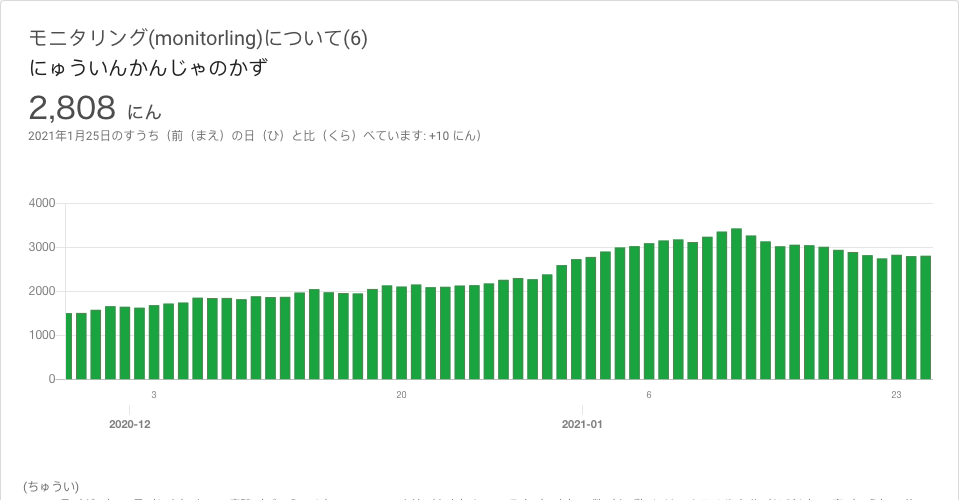 モニタリング(monitorling)について(6)
にゅういんかんじゃのかず
2,808 にん
2021年1月25日のすうち（前（まえ）の日（ひ）と比（くら）べています: +10 にん）
4000
3000
2000
1000
0
3 20 6 23
2020-12 2021-01
(ちゅうい)